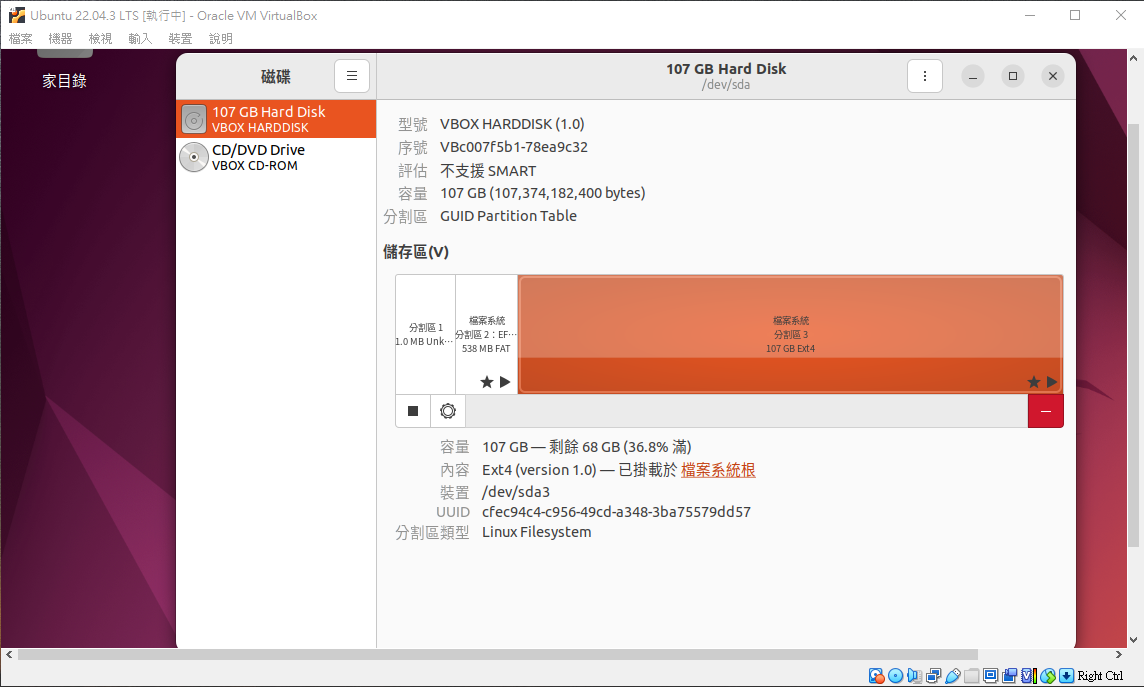 Ubuntu 22.04.3 LTS [執行中] - Oracle VM VirtualBox
檔案 機器 檢視 輸入 裝置 說明
家目錄
磁碟
107 GB Hard Disk
/dev/sda
107 GB Hard Disk
VBOX HARDDISK
CD/DVD Drive
VBOX CD-ROM
型號 VBOX HARDDISK (1.0)
序號 VBc007f5b1-78ea9c32
評估 不支援 SMART
容量 107 GB (107,374,182,400 bytes)
分割區 GUID Partition Table
儲存區(V)
分割區 1
1.0 MB Unk…
檔案系統
分割區 2：EF…
538 MB FAT
檔案系統
分割區 3
107 GB Ext4
容量 107 GB — 剩餘 68 GB (36.8% 滿)
內容 Ext4 (version 1.0) — 已掛載於 檔案系統根
裝置 /dev/sda3
UUID cfec94c4-c956-49cd-a348-3ba75579dd57
分割區類型 Linux Filesystem
Right Ctrl